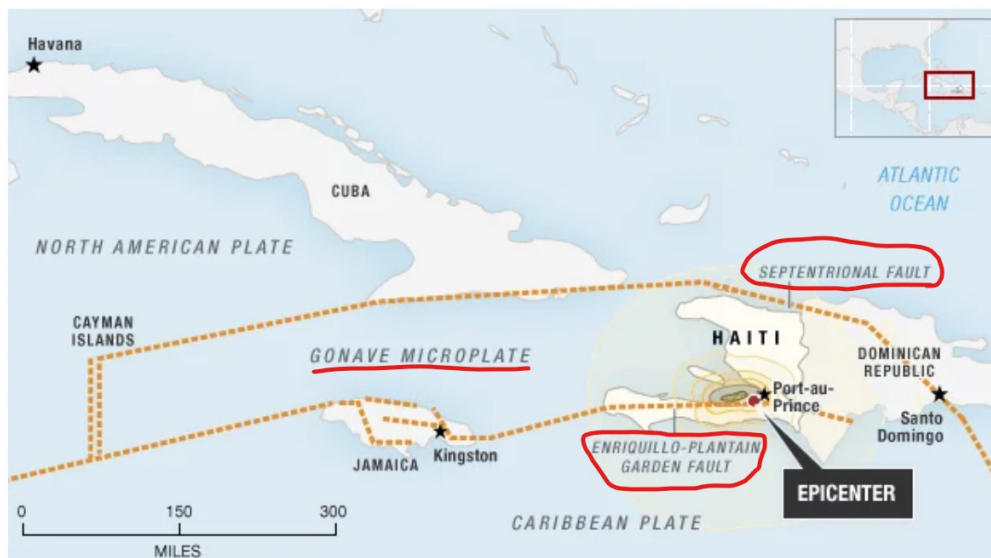 Havana
CUBA
ATLANTIC
OCEAN
NORTH AMERICAN PLATE
SEPTENTRIONAL FAULT
CAYMAN
ISLANDS
HAITI
GONAVE MICROPLATE
DOMINICAN
REPUBLIC
Port-au-
Prince
Santo
Domingo
JAMAICA
Kingston
ENRIQUILLO-PLANTAIN
GARDEN FAULT
EPICENTER
0 150 300
MILES
CARIBBEAN PLATE